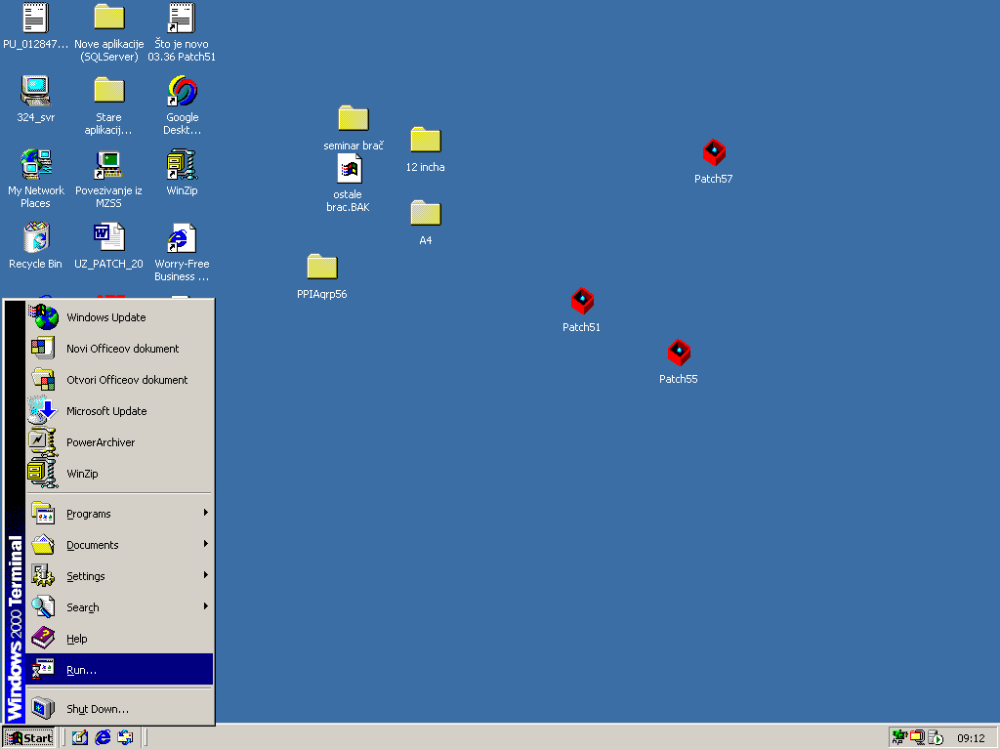 PU_012847...
Nove aplikacije
(SQLServer)
Što je novo
03.36 Patch51
324_svr
Stare
aplikacij...
Google
Deskt...
My Network
Places
Povezivanje iz
MZSS
WinZip
Recycle Bin
UZ_PATCH_20
Worry-Free
Business ...
seminar brač
12 incha
ostale
brac.BAK
A4
PPIAqrp56
Patch57
Patch51
Patch55
Windows Update
Novi Officeov dokument
Otvori Officeov dokument
Microsoft Update
PowerArchiver
WinZip
Programs
Documents
Settings
Search
Help
Run...
Shut Down...
Windows 2000 Terminal
Start
09:12